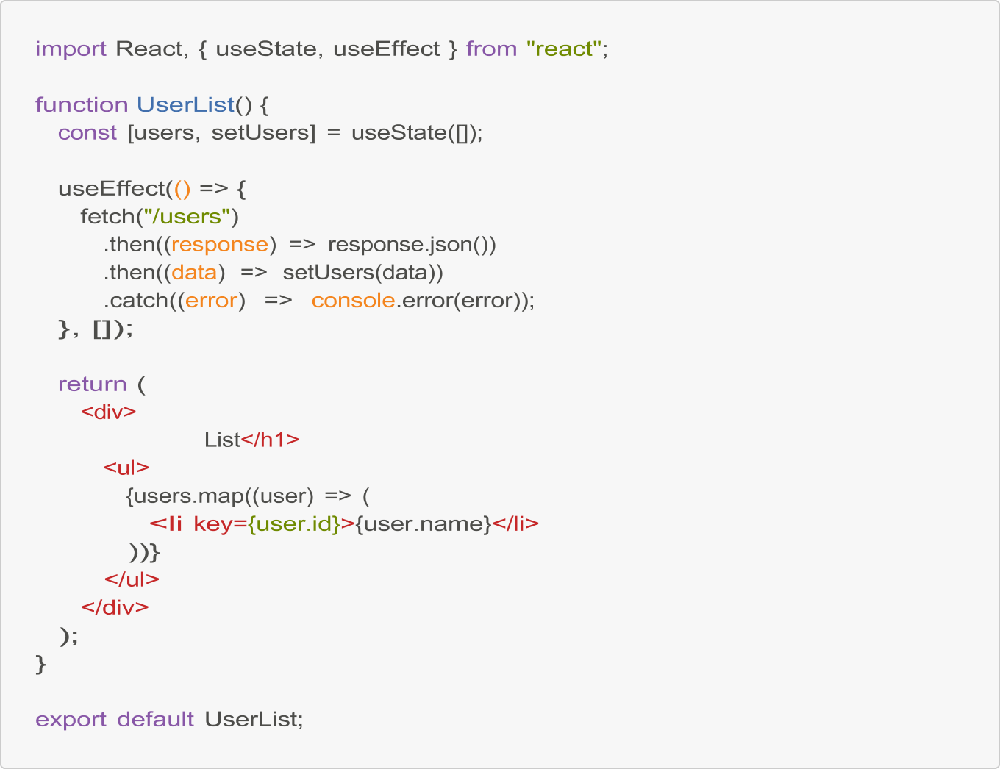 import React, { useState, useEffect } from "react";
function UserList() {
const [users, setUsers] = useState([]);
useEffect(() => {
fetch("/users")
.then((response) => response.json())
.then((data) => setUsers(data))
.catch((error) => console.error(error));
}, []);
return (
<div>
List</h1>
<ul>
{users.map((user) => (
<li key={user.id}>{user.name}</li>
))}
</ul>
</div>
);
}
export default UserList;